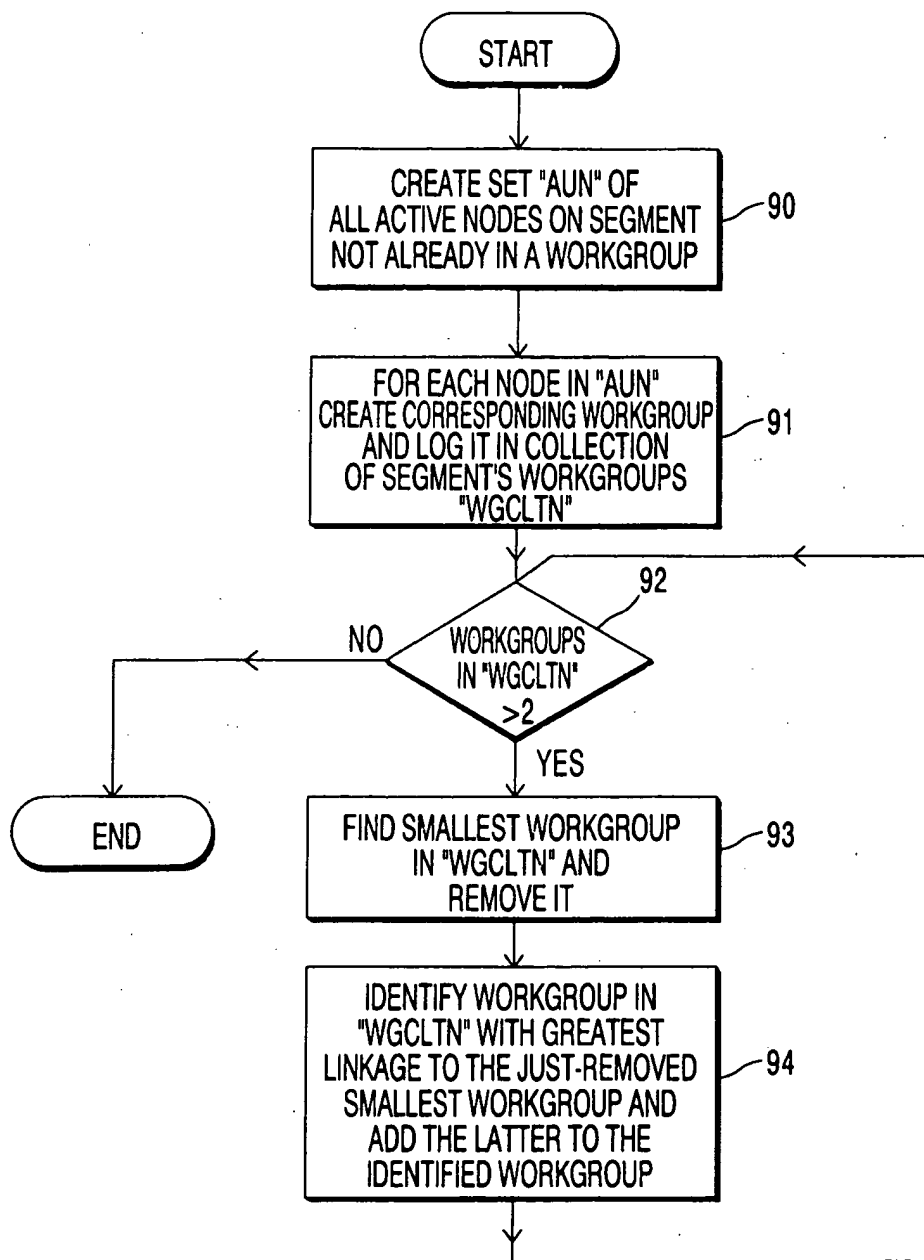 START
CREATE SET "AUN" OF
ALL ACTIVE NODES ON SEGMENT
NOT ALREADY IN A WORKGROUP
90
FOR EACH NODE IN "AUN"
CREATE CORRESPONDING WORKGROUP
AND LOG IT IN COLLECTION
OF SEGMENT'S WORKGROUPS
"WGCLTN"
91
92
NO
WORKGROUPS
IN "WGCLTN"
>2
YES
END
FIND SMALLEST WORKGROUP
IN "WGCLTN" AND
REMOVE IT
93
IDENTIFY WORKGROUP IN
"WGCLTN" WITH GREATEST
LINKAGE TO THE JUST-REMOVED
SMALLEST WORKGROUP AND
ADD THE LATTER TO THE
IDENTIFIED WORKGROUP
94